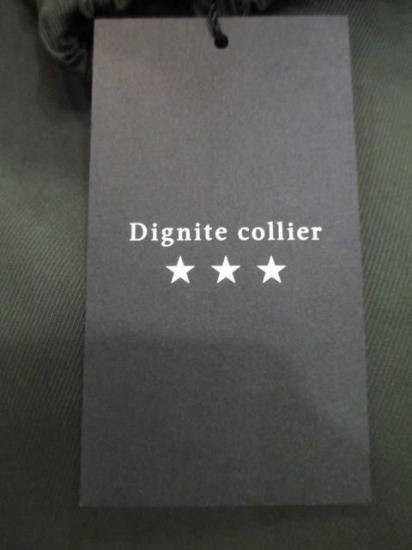 Dignite collier
★ ★ ★